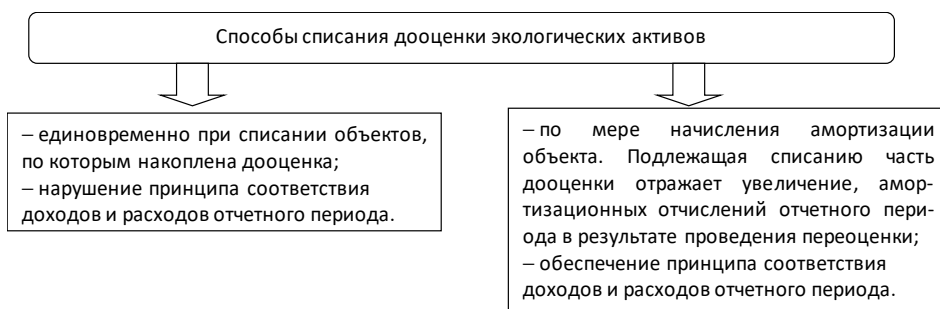 Способы списания дооценки экологических активов
– единовременно при списании объектов,
по которым накоплена дооценка;
– нарушение принципа соответствия
доходов и расходов отчетного периода.
– по мере начисления амортизации
объекта. Подлежащая списанию часть
дооценки отражает увеличение, амор-
тизационных отчислений отчетного пери-
ода в результате проведения переоценки;
– обеспечение принципа соответствия
доходов и расходов отчетного периода.